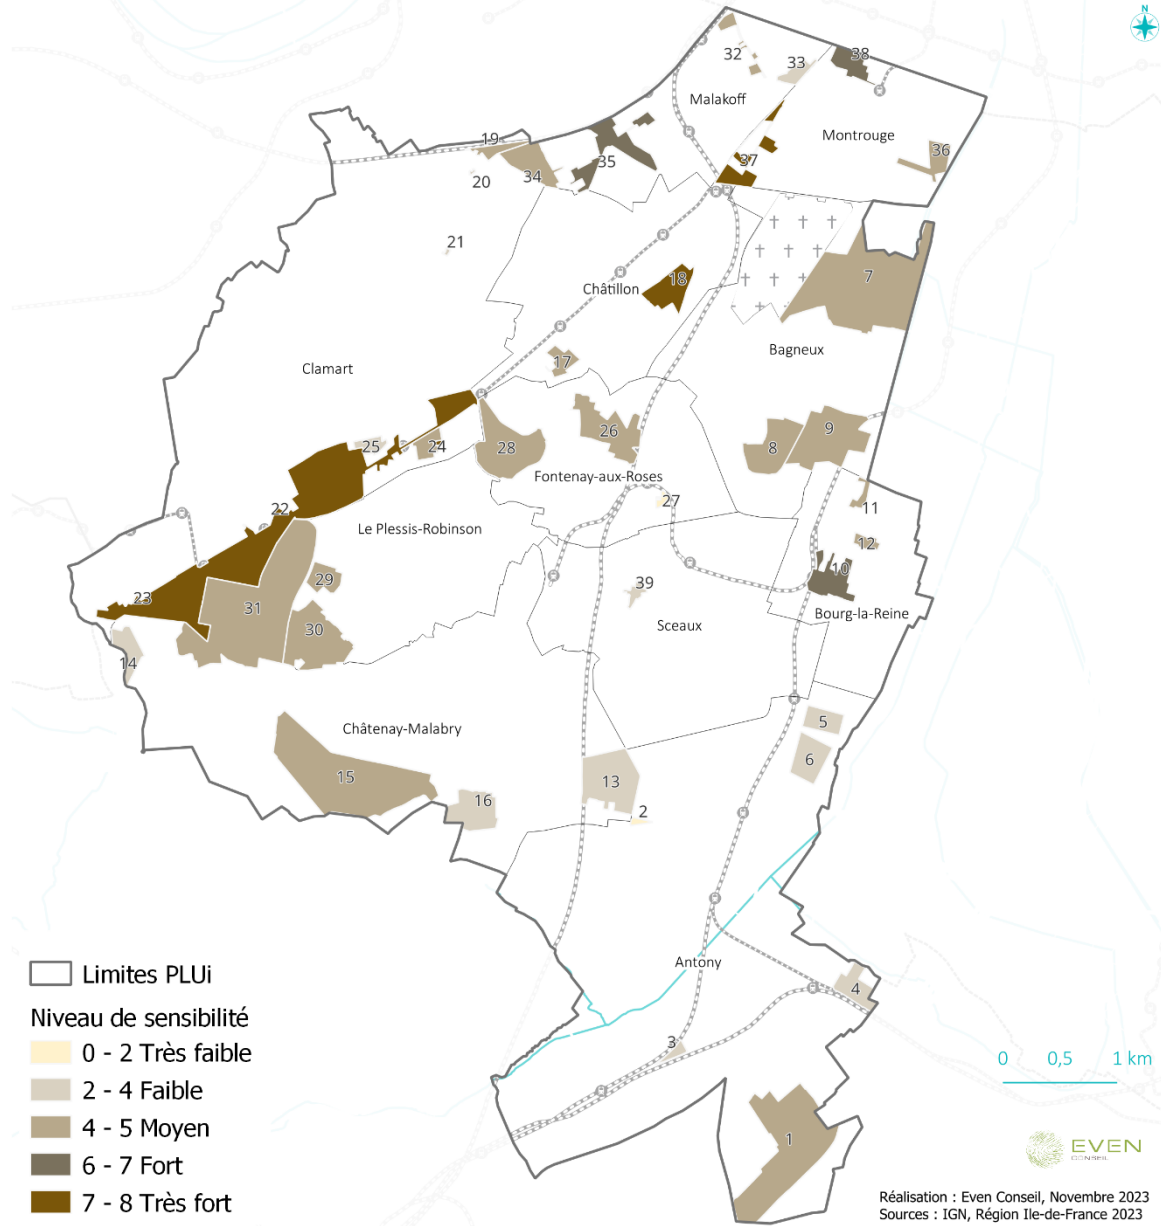 N
32
38
33
Malakoff
Montrouge
19
36
35
37
34
20
21
7
18
Châtillon
Bagneux
17
Clamart
26
9
25
24
28
8
Fontenay-aux-Roses
27
11
22
Le Plessis-Robinson
12
10
29
39
23
31
Bourg-la-Reine
30
Sceaux
14
5
Châtenay-Malabry
6
15
13
16
2
Antony
4
3
1
Limites PLUi
Niveau de sensibilité
0 - 2 Très faible
2 - 4 Faible
4 - 5 Moyen
6 - 7 Fort
7 - 8 Très fort
0 0,5 1 km
EVEN
CONSEIL
Réalisation : Even Conseil, Novembre 2023
Sources : IGN, Région Ile-de-France 2023